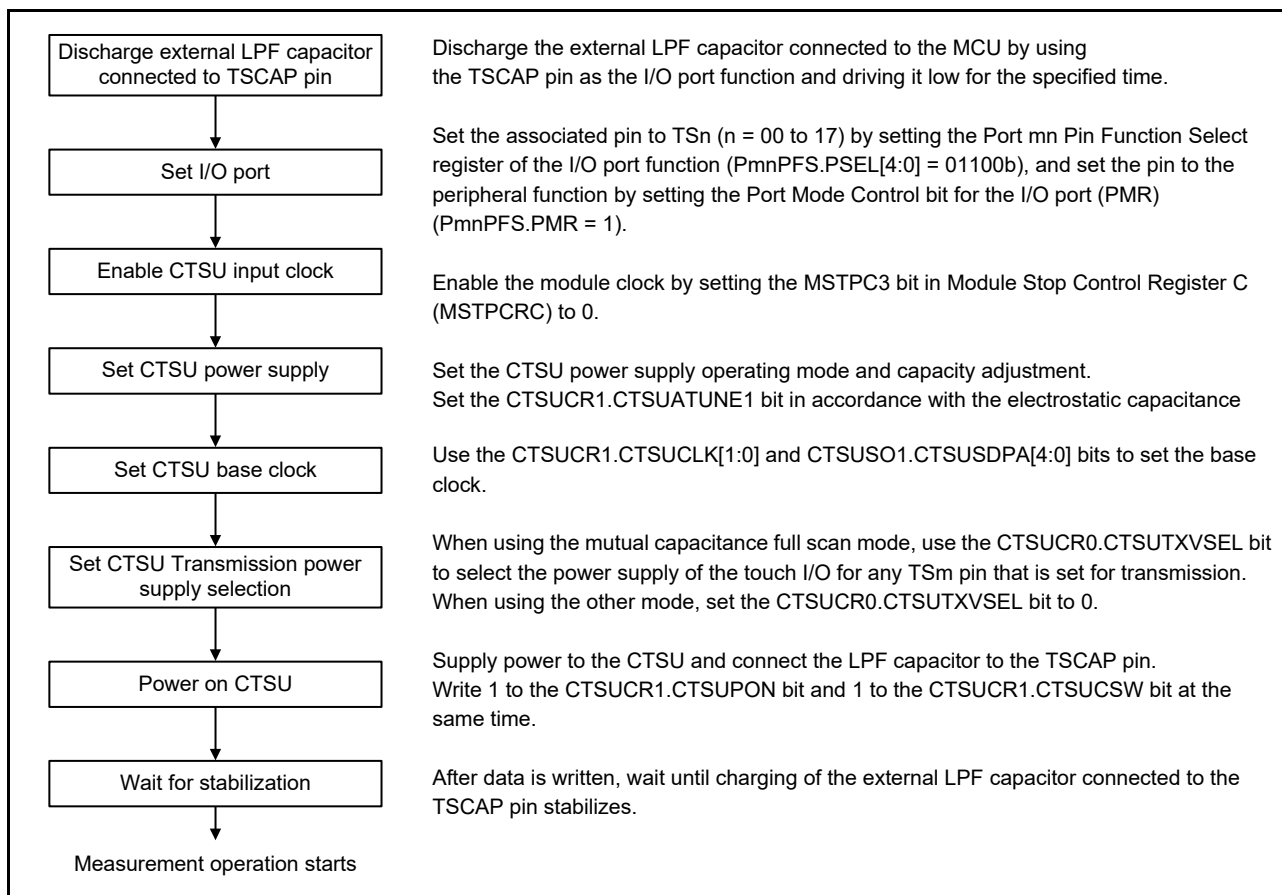 Discharge external LPF capacitor
connected to TSCAP pin
Discharge the external LPF capacitor connected to the MCU by using
the TSCAP pin as the I/O port function and driving it low for the specified time.
Set I/O port
Set the associated pin to TSn (n = 00 to 17) by setting the Port mn Pin Function Select
register of the I/O port function (PmnPFS.PSEL[4:0] = 01100b), and set the pin to the
peripheral function by setting the Port Mode Control bit for the I/O port (PMR)
(PmnPFS.PMR = 1).
Enable CTSU input clock
Enable the module clock by setting the MSTPC3 bit in Module Stop Control Register C
(MSTPCRC) to 0.
Set CTSU power supply
Set the CTSU power supply operating mode and capacity adjustment.
Set the CTSUCR1.CTSUATUNE1 bit in accordance with the electrostatic capacitance
Set CTSU base clock
Use the CTSUCR1.CTSUCLK[1:0] and CTSUSO1.CTSUSDPA[4:0] bits to set the base
clock.
Set CTSU Transmission power
supply selection
When using the mutual capacitance full scan mode, use the CTSUCR0.CTSUTXVSEL bit
to select the power supply of the touch I/O for any TSm pin that is set for transmission.
When using the other mode, set the CTSUCR0.CTSUTXVSEL bit to 0.
Power on CTSU
Supply power to the CTSU and connect the LPF capacitor to the TSCAP pin.
Write 1 to the CTSUCR1.CTSUPON bit and 1 to the CTSUCR1.CTSUCSW bit at the
same time.
Wait for stabilization
After data is written, wait until charging of the external LPF capacitor connected to the
TSCAP pin stabilizes.
Measurement operation starts